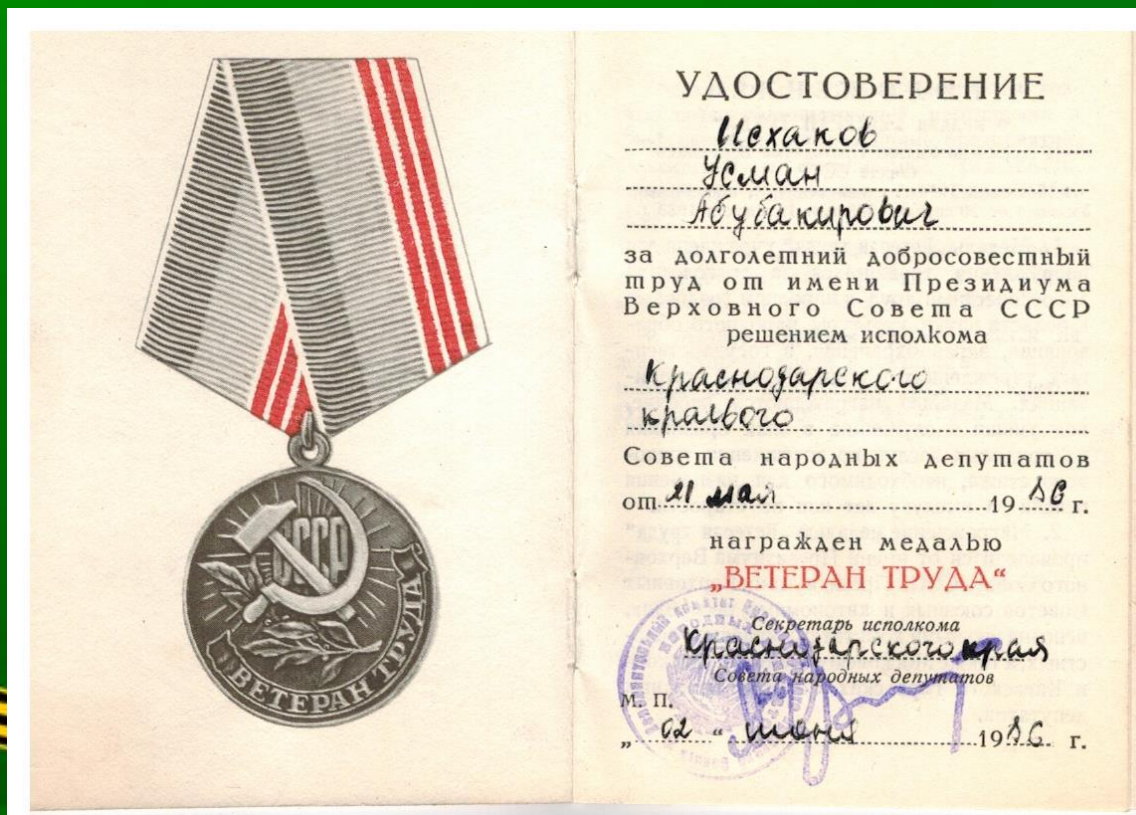 СССР
ВЕТЕРАН ТРУДА
УДОСТОВЕРЕНИЕ
Исхаков
Усман
Абубакирович
за долголетний добросовестный
труд от имени Президиума
Верховного Совета СССР
решением исполкома
Краснодарского
краевого
Совета народных депутатов
от 21 мая 1986 г.
награжден медалью
„ВЕТЕРАН ТРУДА“
Секретарь исполкома
Краснодарского края
Совета народных депутатов
М. П.
„ 02 “ июня 1986 г.